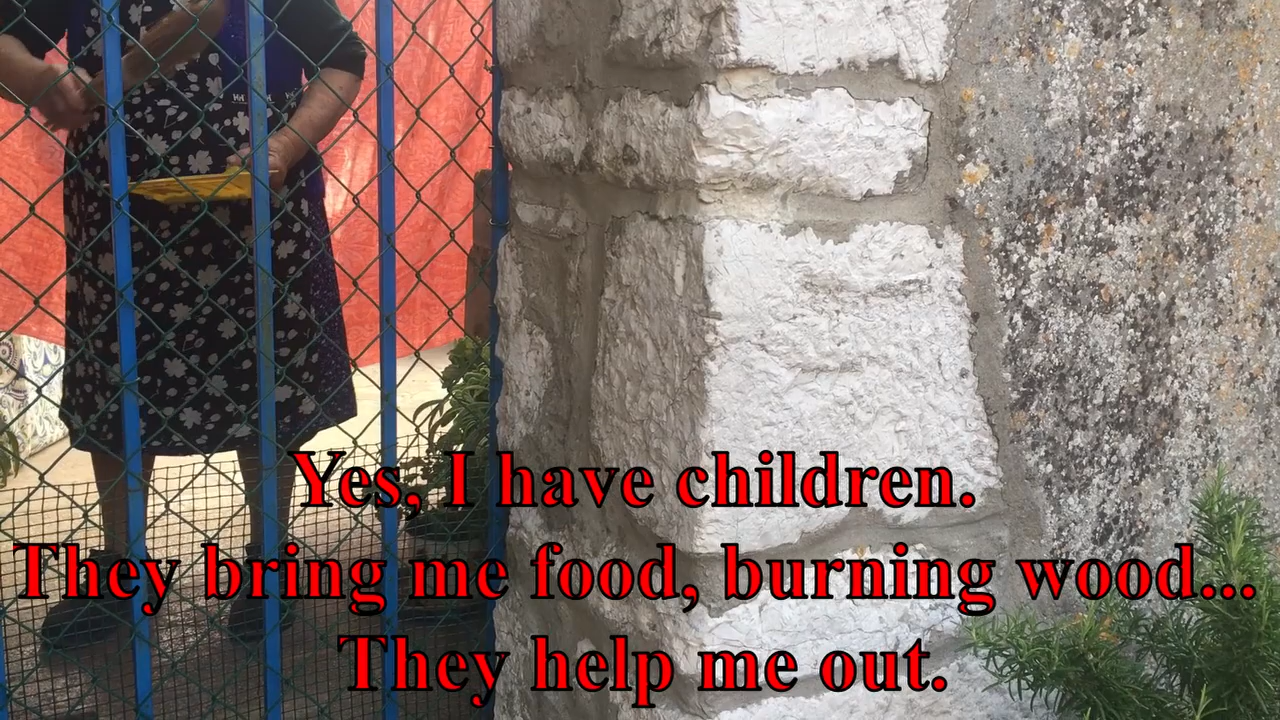 Yes, I have children.
They bring me food, burning wood...
They help me out.